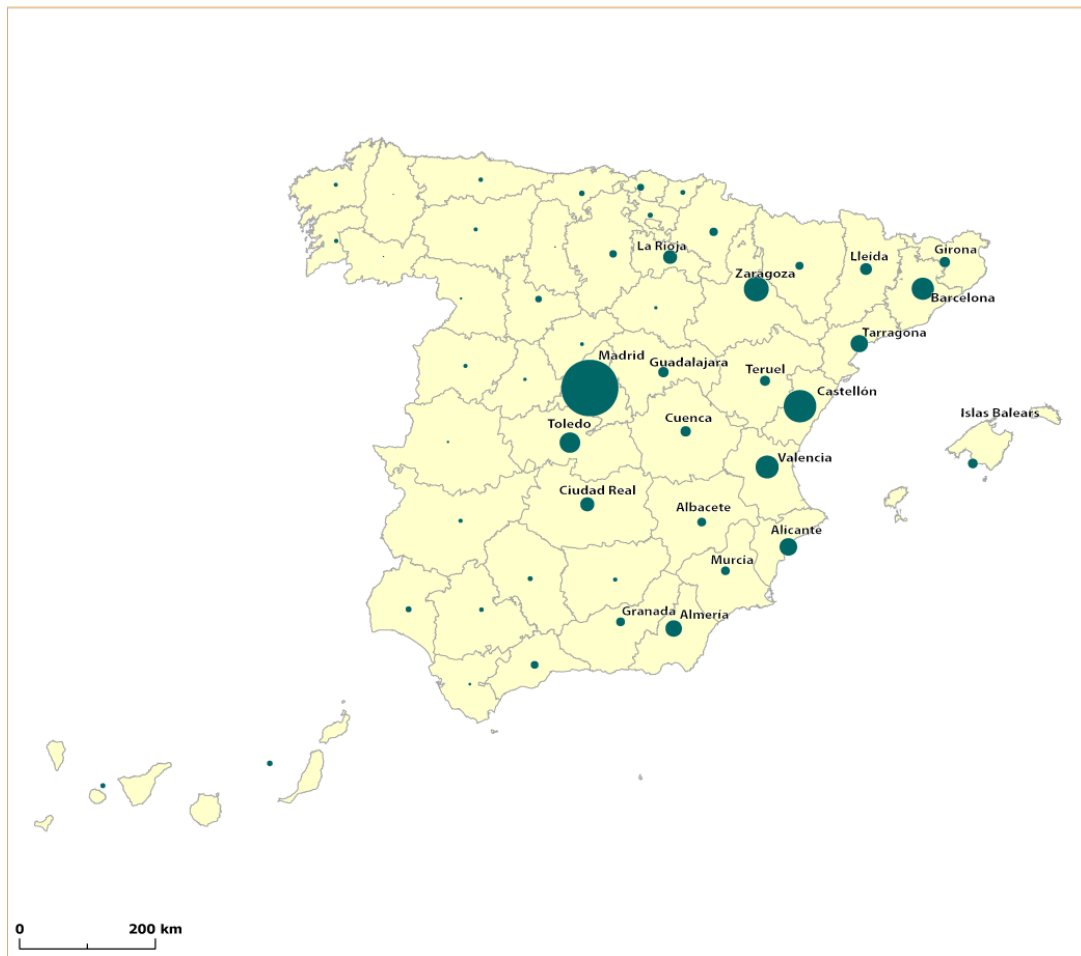 La Rioja
Girona
Lleida
Zaragoza
Barcelona
Tarragona
Madrid
Guadalajara
Teruel
Castellón
Islas Balears
Cuenca
Toledo
Valencia
Ciudad Real
Albacete
Alicante
Murcia
Granada
Almería
0 200 km